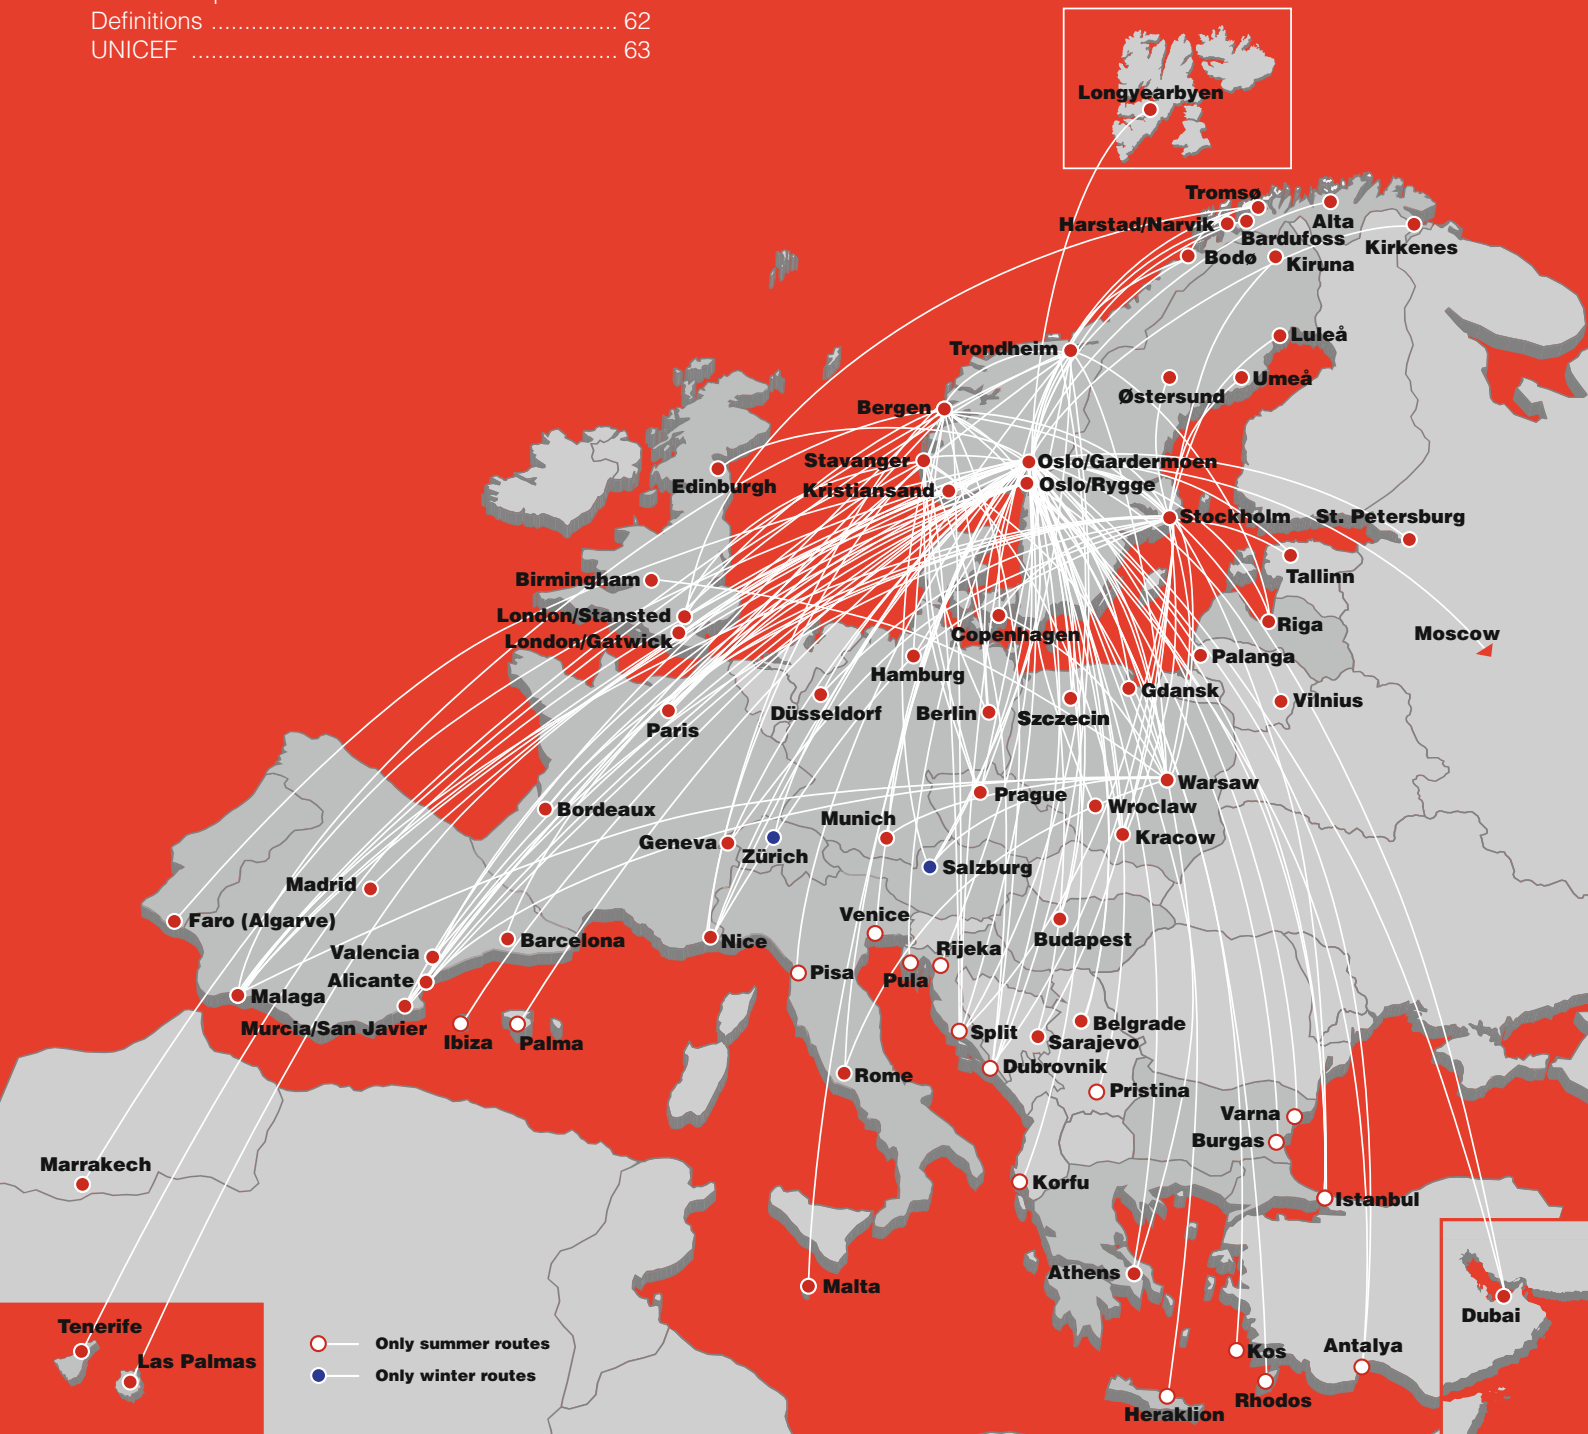 Definitions .............................................................. 62
UNICEF ................................................................. 63
Longyearbyen
Tromsø
Harstad/Narvik
Alta
Bardufoss
Kirkenes
Bodø
Kiruna
Luleå
Trondheim
Umeå
Østersund
Bergen
Stavanger
Oslo/Gardermoen
Edinburgh
Kristiansand
Oslo/Rygge
Stockholm
St. Petersburg
Birmingham
Tallinn
London/Stansted
Riga
Copenhagen
Moscow
London/Gatwick
Palanga
Hamburg
Gdansk
Vilnius
Düsseldorf
Berlin
Szczecin
Paris
Warsaw
Prague
Wroclaw
Bordeaux
Munich
Kracow
Geneva
Zürich
Salzburg
Madrid
Venice
Faro (Algarve)
Barcelona
Nice
Budapest
Rijeka
Valencia
Pisa
Pula
Alicante
Malaga
Belgrade
Murcia/San Javier
Ibiza
Palma
Split
Sarajevo
Dubrovnik
Rome
Pristina
Varna
Burgas
Marrakech
Korfu
Istanbul
Athens
Malta
Dubai
Tenerife
Only summer routes
Antalya
Kos
Las Palmas
Only winter routes
Rhodos
Heraklion